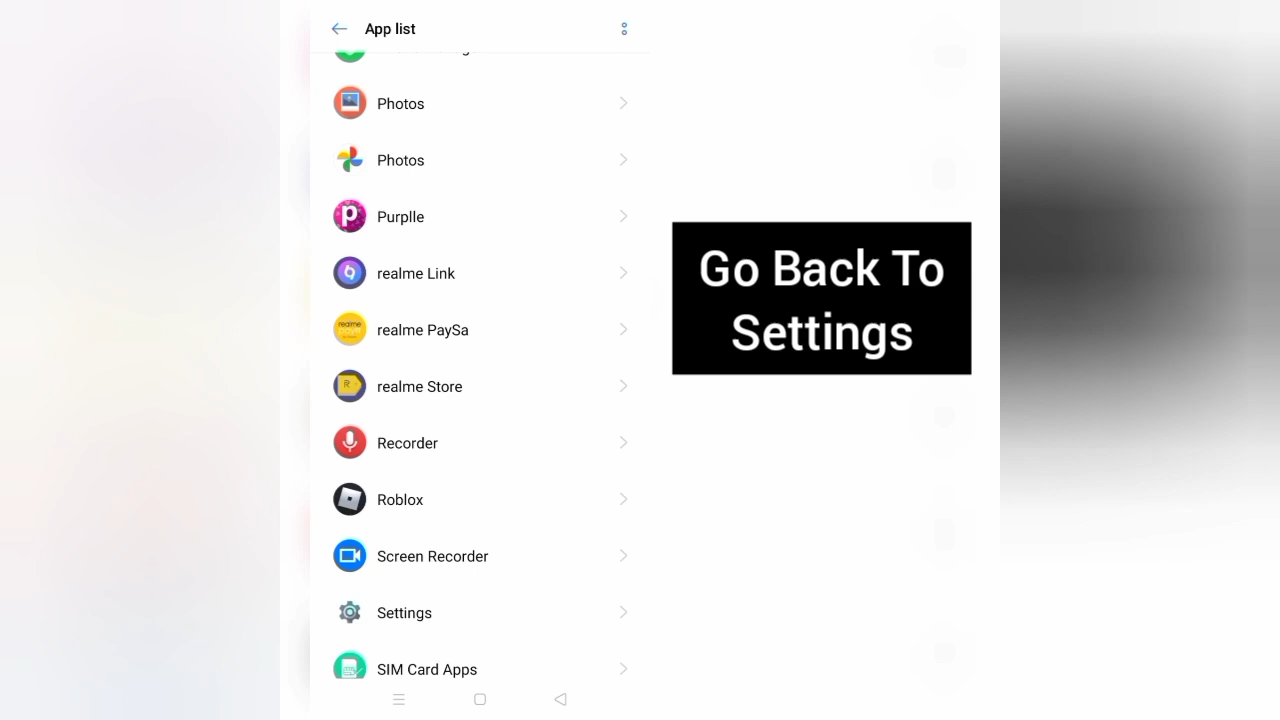 App list
Photos
Photos
Purplle
realme Link
realme PaySa
realme Store
Recorder
Roblox
Screen Recorder
Settings
SIM Card Apps
Go Back To
Settings